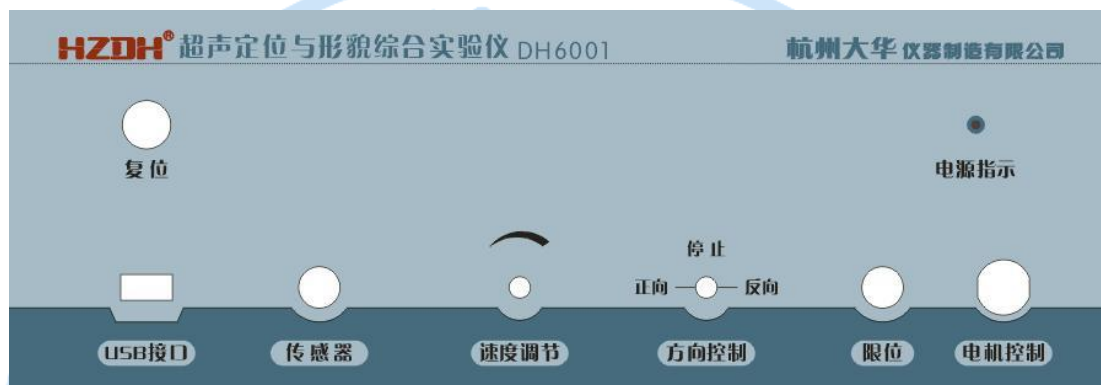 HZDH® 超声定位与形貌综合实验仪 DH6001 杭州大华仪器制造有限公司
复位 电源指示
停止
正向 反向
USB接口 传感器 速度调节 方向控制 限位 电机控制